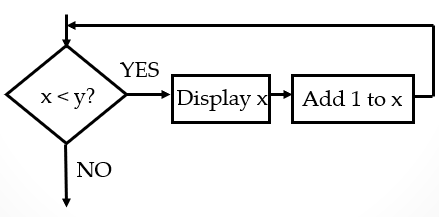 YES
x < y?
Display x
Add 1 to x
NO